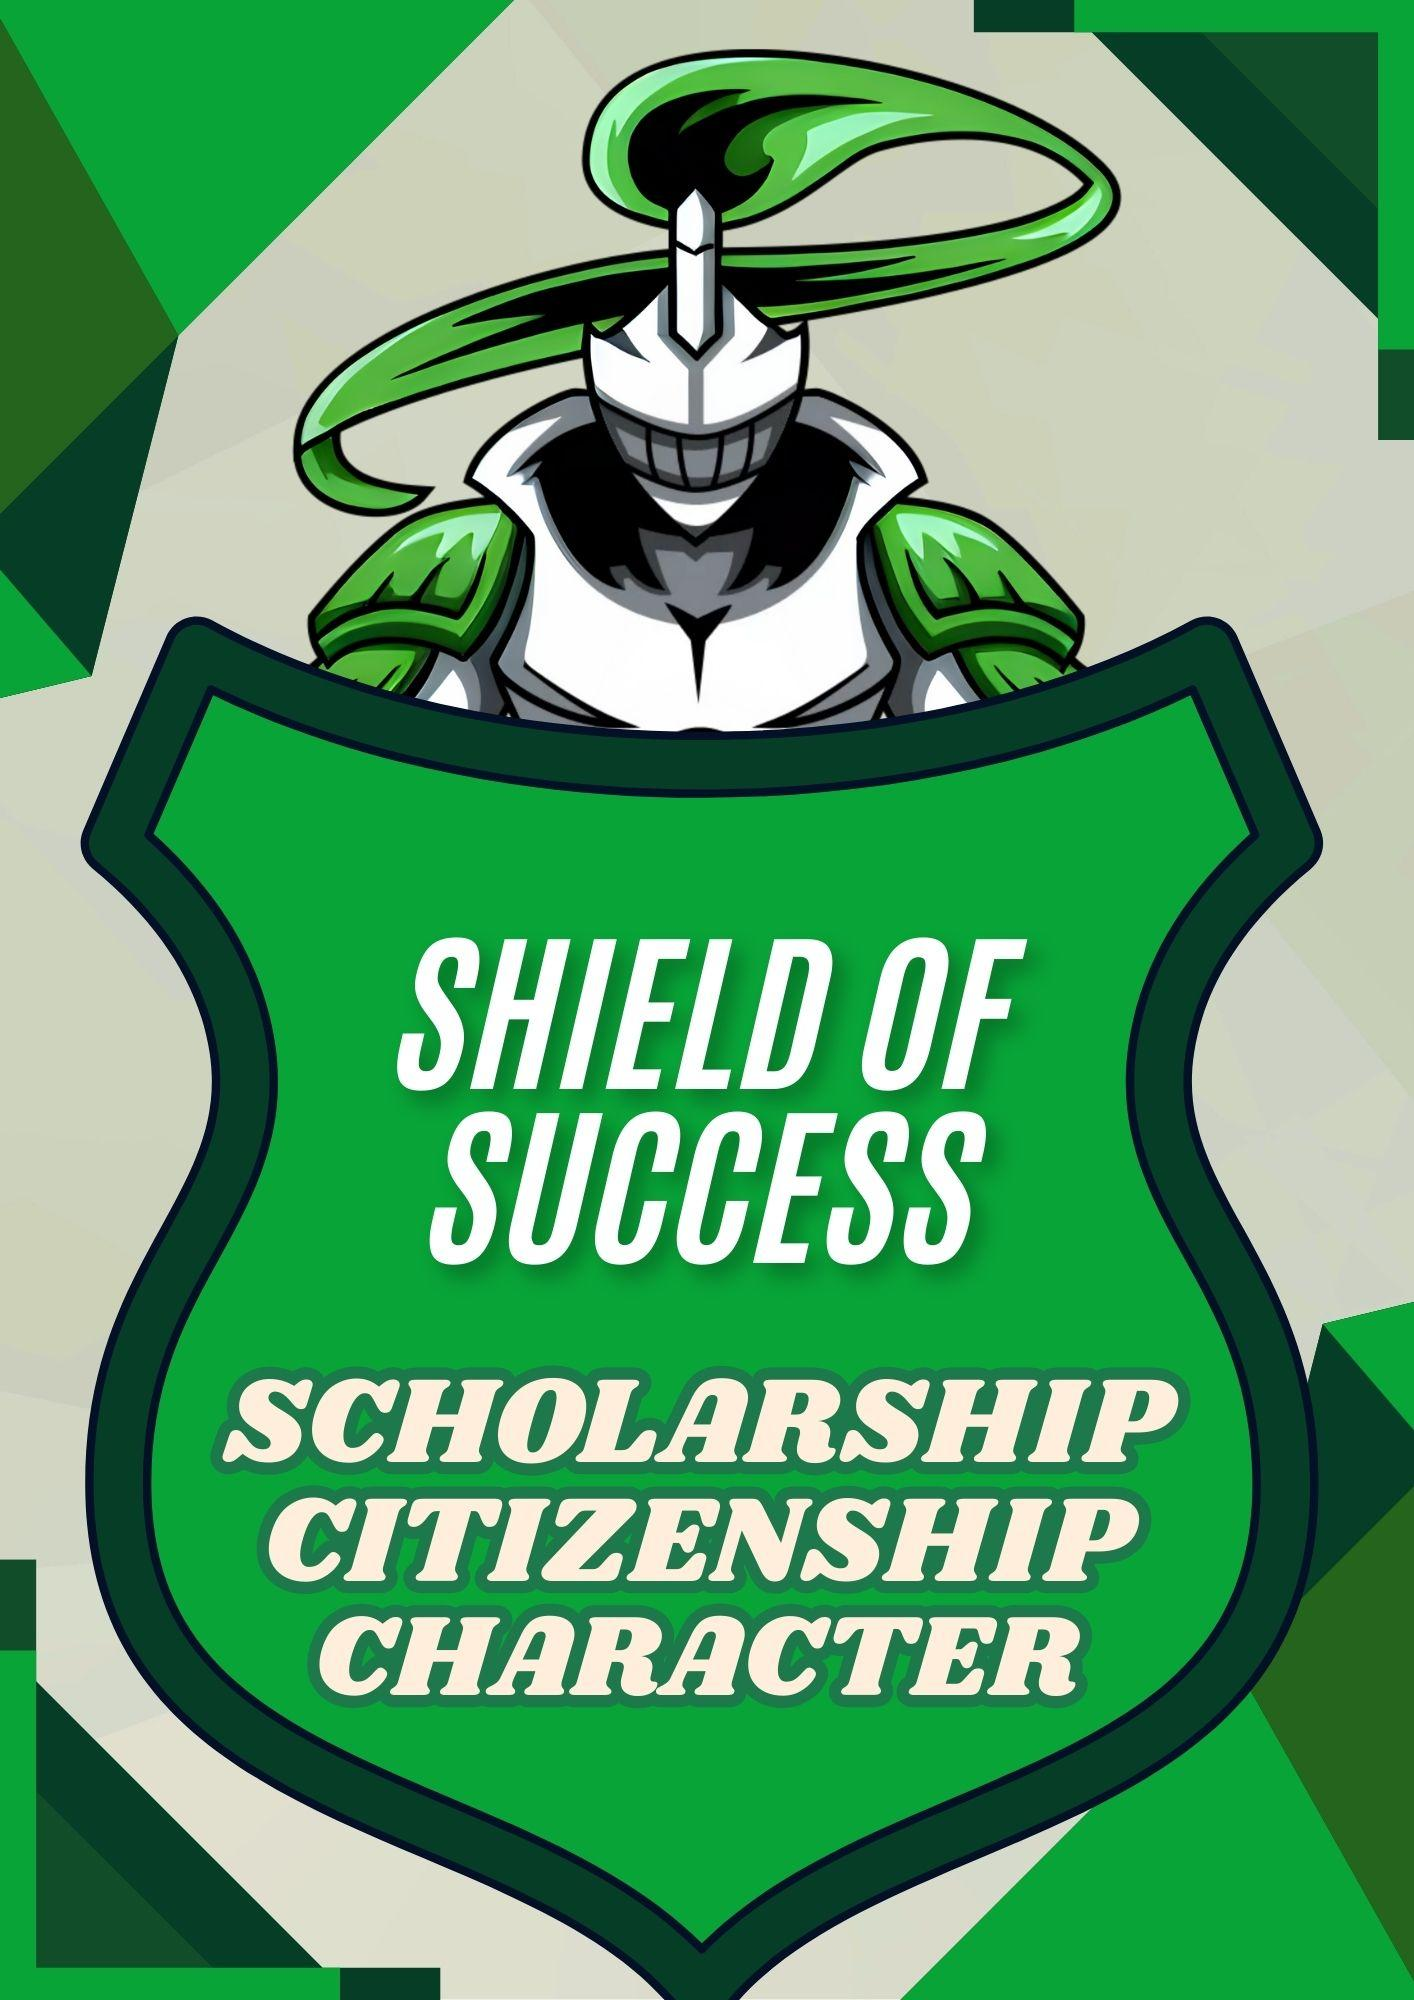 SHIELD OF
SUCCESS
SCHOLARSHIP
CITIZENSHIP
CHARACTER